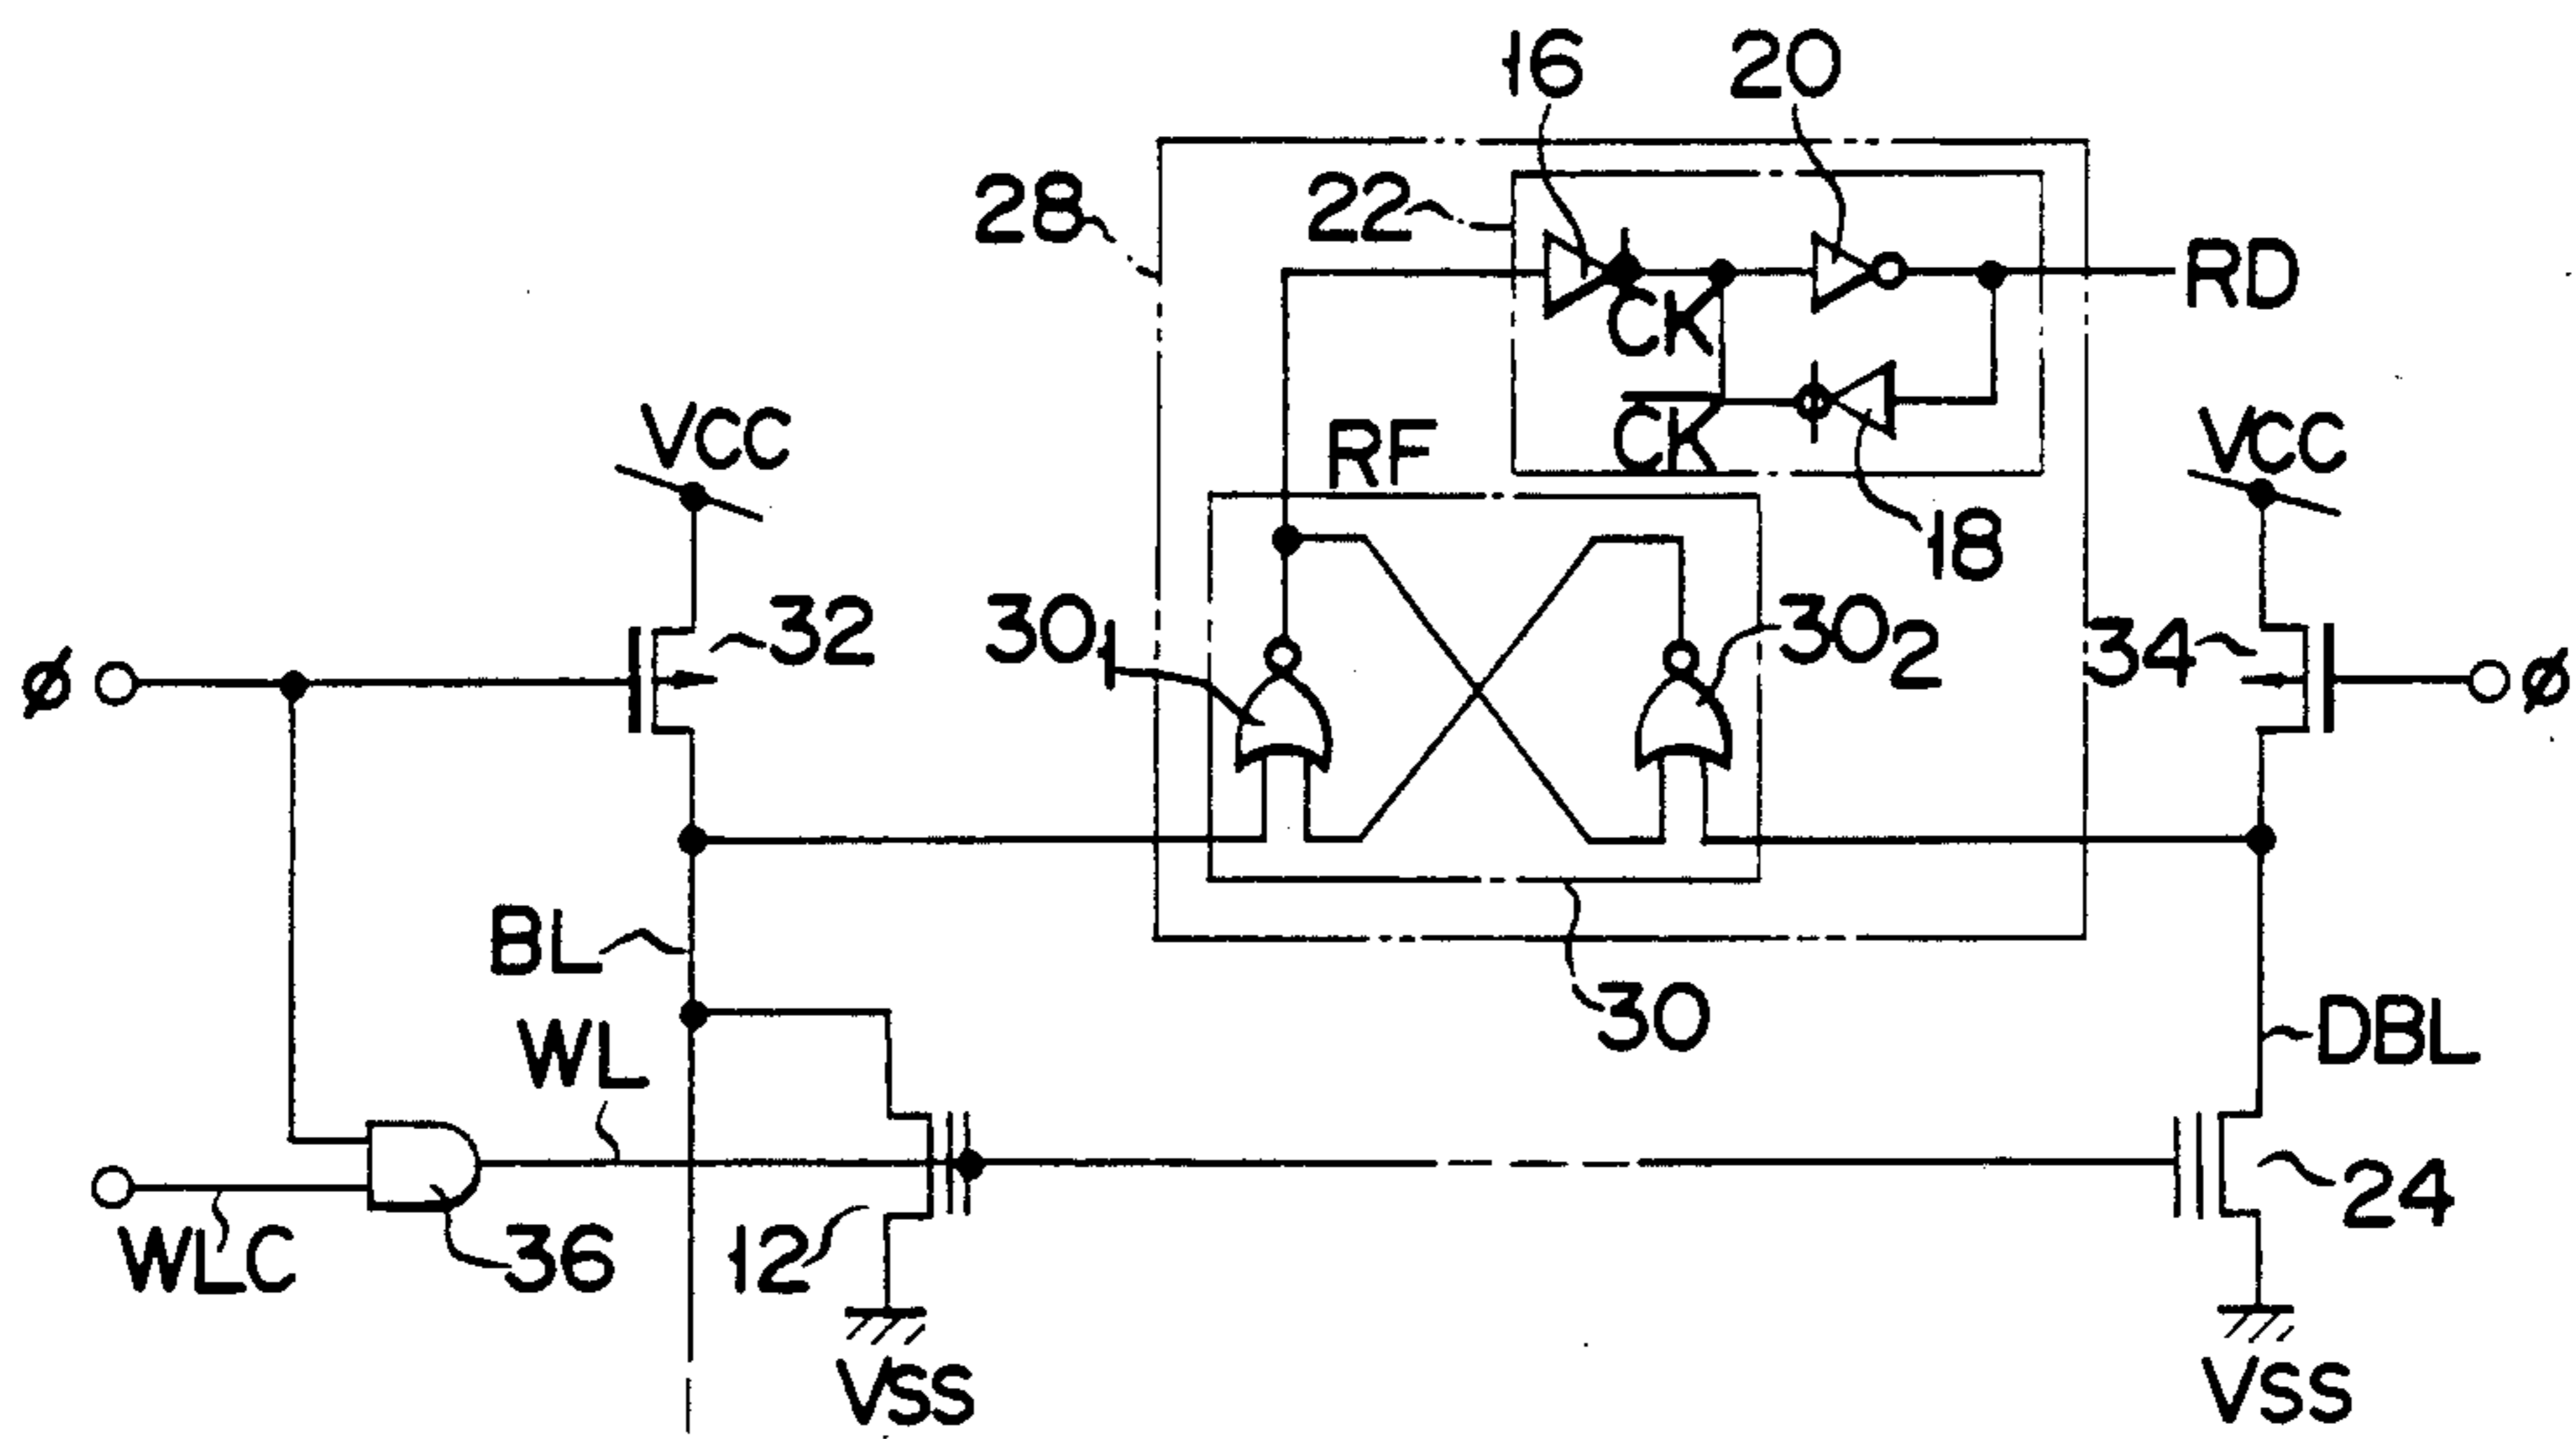 16 20
28 22
RD
CK
VCC RF C̅K̅ VCC
18
32 30₁ 30₂ 34
ø ø
BL
WL 30 DBL
WLC 36 12 24
VSS VSS